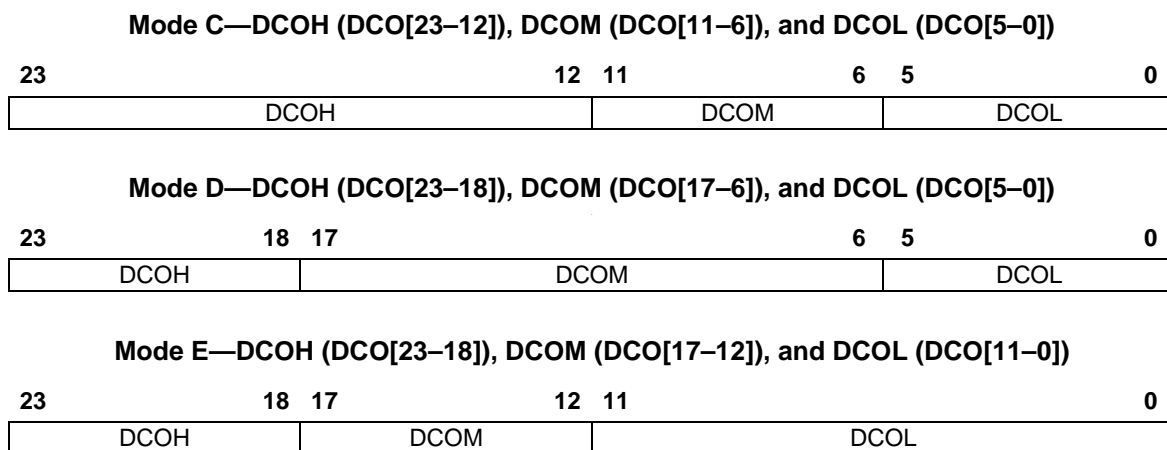 Mode C—DCOH (DCO[23–12]), DCOM (DCO[11–6]), and DCOL (DCO[5–0])
23 12 11 6 5 0
DCOH DCOM DCOL
Mode D—DCOH (DCO[23–18]), DCOM (DCO[17–6]), and DCOL (DCO[5–0])
23 18 17 6 5 0
DCOH DCOM DCOL
Mode E—DCOH (DCO[23–18]), DCOM (DCO[17–12]), and DCOL (DCO[11–0])
23 18 17 12 11 0
DCOH DCOM DCOL